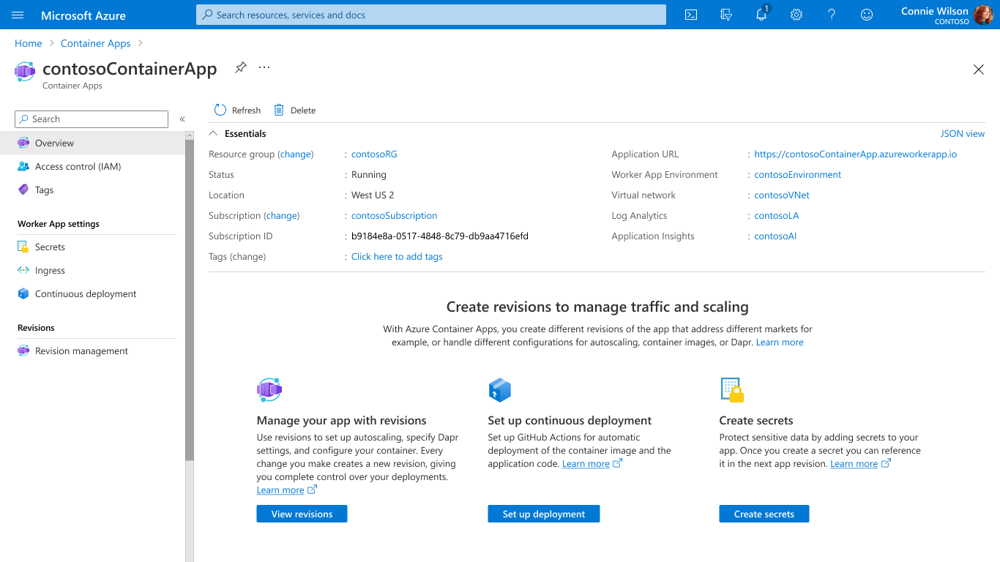 Microsoft Azure
Search resources, services and docs
1
Connie Wilson
CONTOSO
Home > Container Apps >
contosoContainerApp
Container Apps
Search
«
Overview
Access control (IAM)
Tags
Worker App settings
Secrets
Ingress
Continuous deployment
Revisions
Revision management
Refresh
Delete
Essentials
JSON view
Resource group (change) : contosoRG
Status : Running
Location : West US 2
Subscription (change) : contosoSubscription
Subscription ID : b9184e8a-0517-4848-8c79-db9aa4716efd
Tags (change) : Click here to add tags
Application URL : https://contosoContainerApp.azureworkerapp.io
Worker App Environment : contosoEnvironment
Virtual network : contosoVNet
Log Analytics : contosoLA
Application Insights : contosoAI
Create revisions to manage traffic and scaling
With Azure Container Apps, you create different revisions of the app that address different markets for
example, or handle different configurations for autoscaling, container images, or Dapr. Learn more
Manage your app with revisions
Use revisions to set up autoscaling, specify Dapr
settings, and configure your container. Every
change you make creates a new revision, giving
you complete control over your deployments.
Learn more
View revisions
Set up continuous deployment
Set up GitHub Actions for automatic
deployment of the container image and the
application code. Learn more
Set up deployment
Create secrets
Protect sensitive data by adding secrets to your
app. Once you create a secret you can reference
it in the next app revision. Learn more
Create secrets